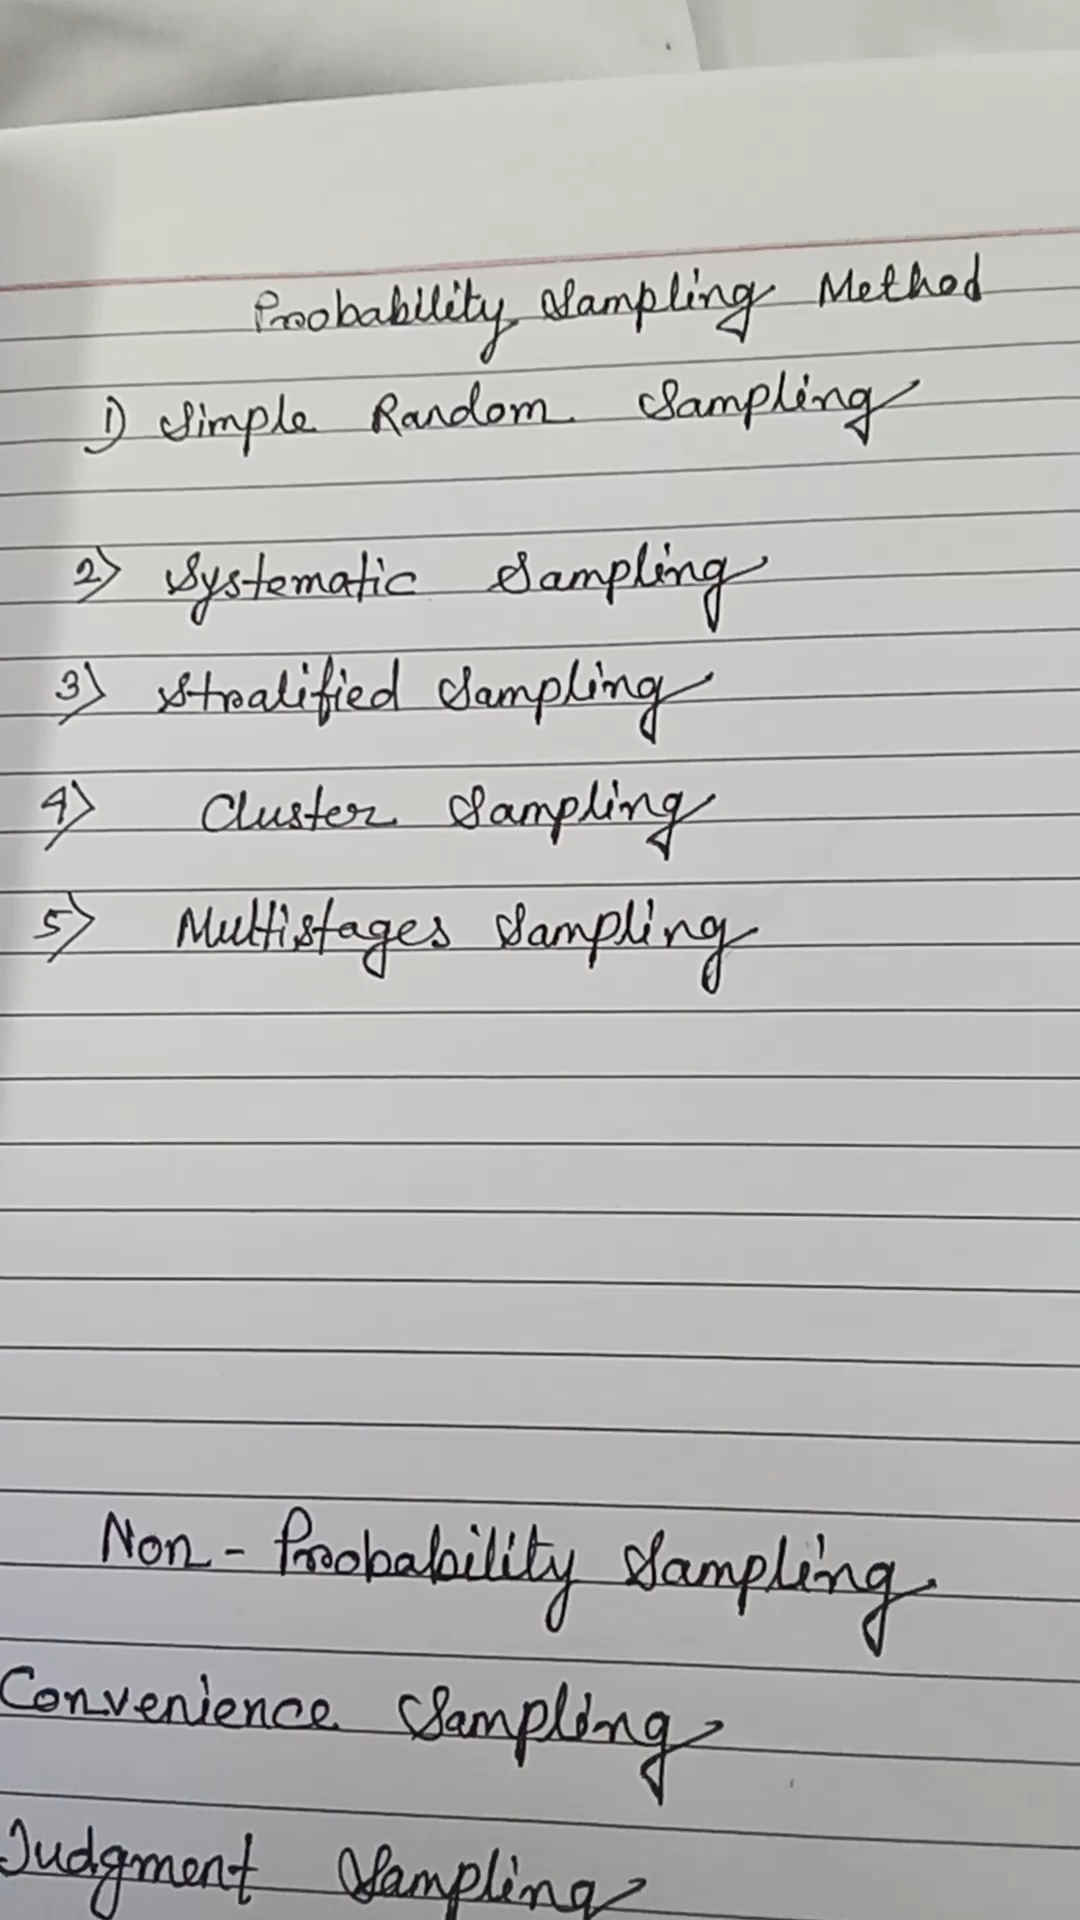 Probability Sampling Method
1) Simple Random Sampling
2) Systematic Sampling
3) Stratified Sampling
4) Cluster Sampling
5) Multistages Sampling
Non - Probability Sampling
Convenience Sampling
Judgment Sampling